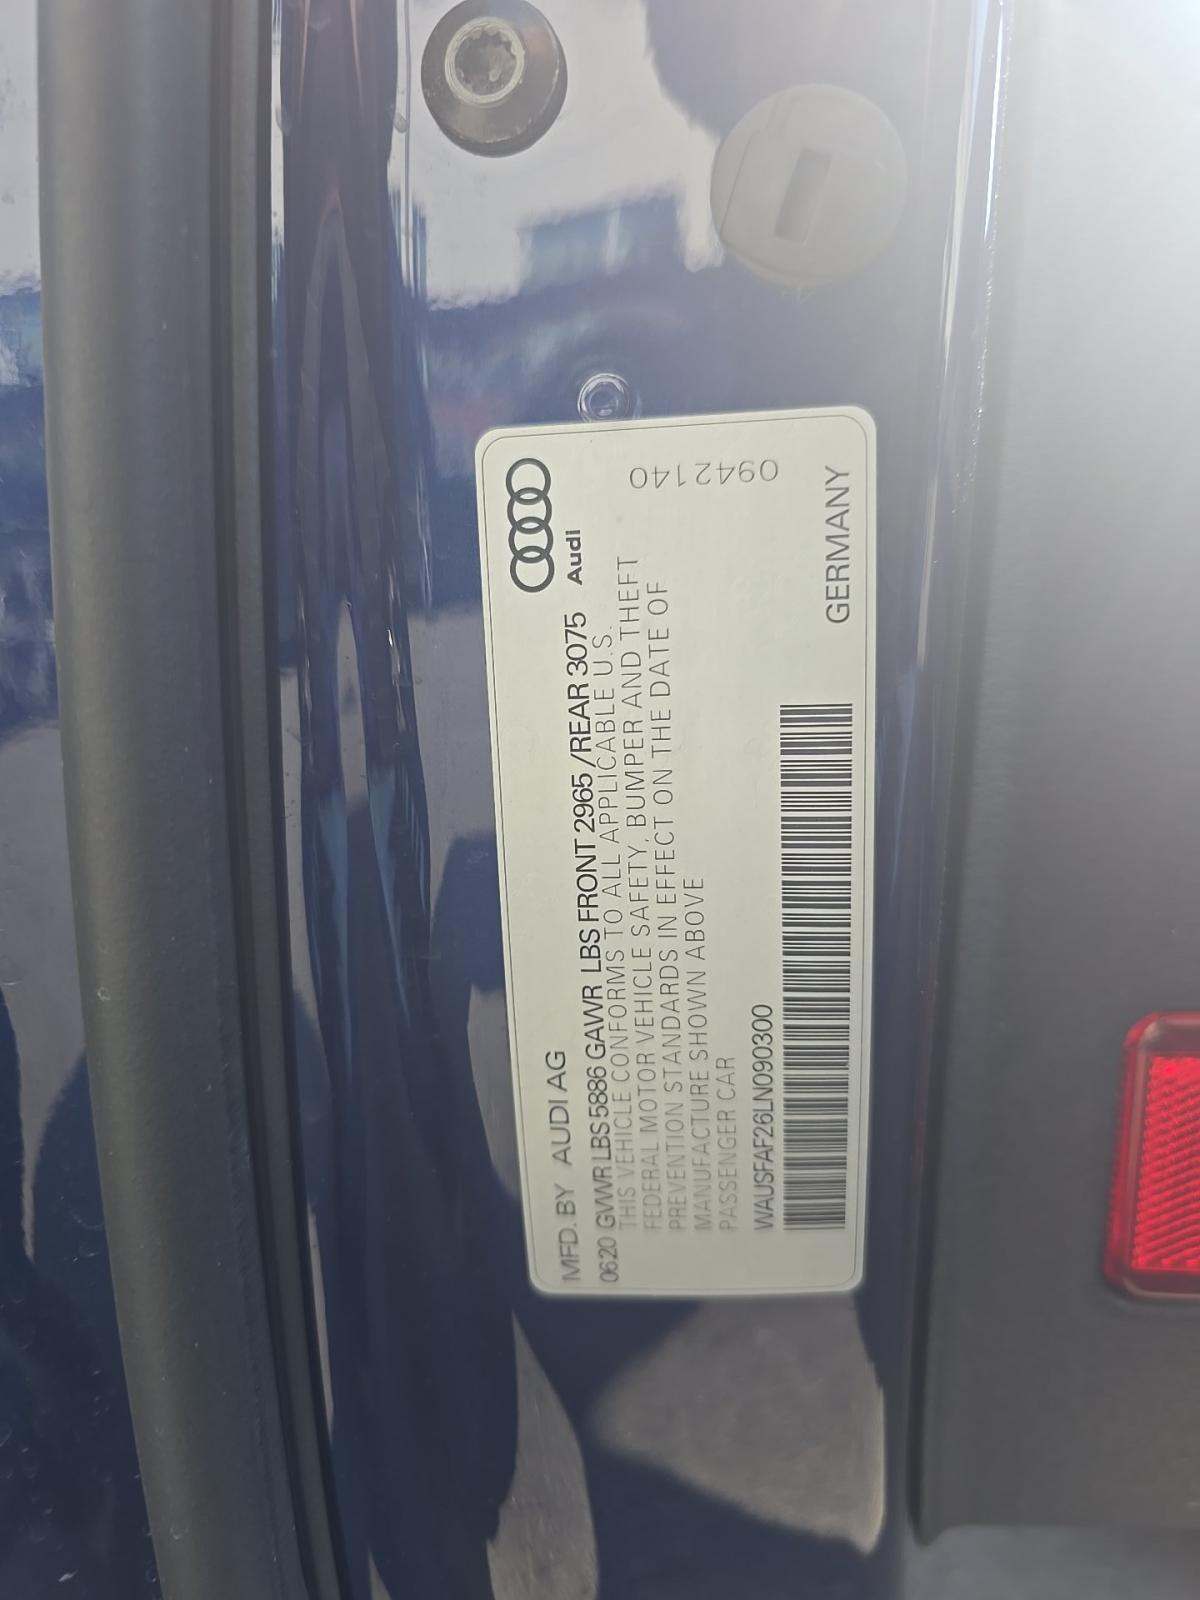 MFD. BY AUDI AG
0620 GVWR LBS 5886 GAWR LBS FRONT 2965 /REAR 3075
Audi
THIS VEHICLE CONFORMS TO ALL APPLICABLE U.S.
FEDERAL MOTOR VEHICLE SAFETY, BUMPER AND THEFT
PREVENTION STANDARDS IN EFFECT ON THE DATE OF
MANUFACTURE SHOWN ABOVE
PASSENGER CAR
0942140
WAUSFAF26LN090300
GERMANY